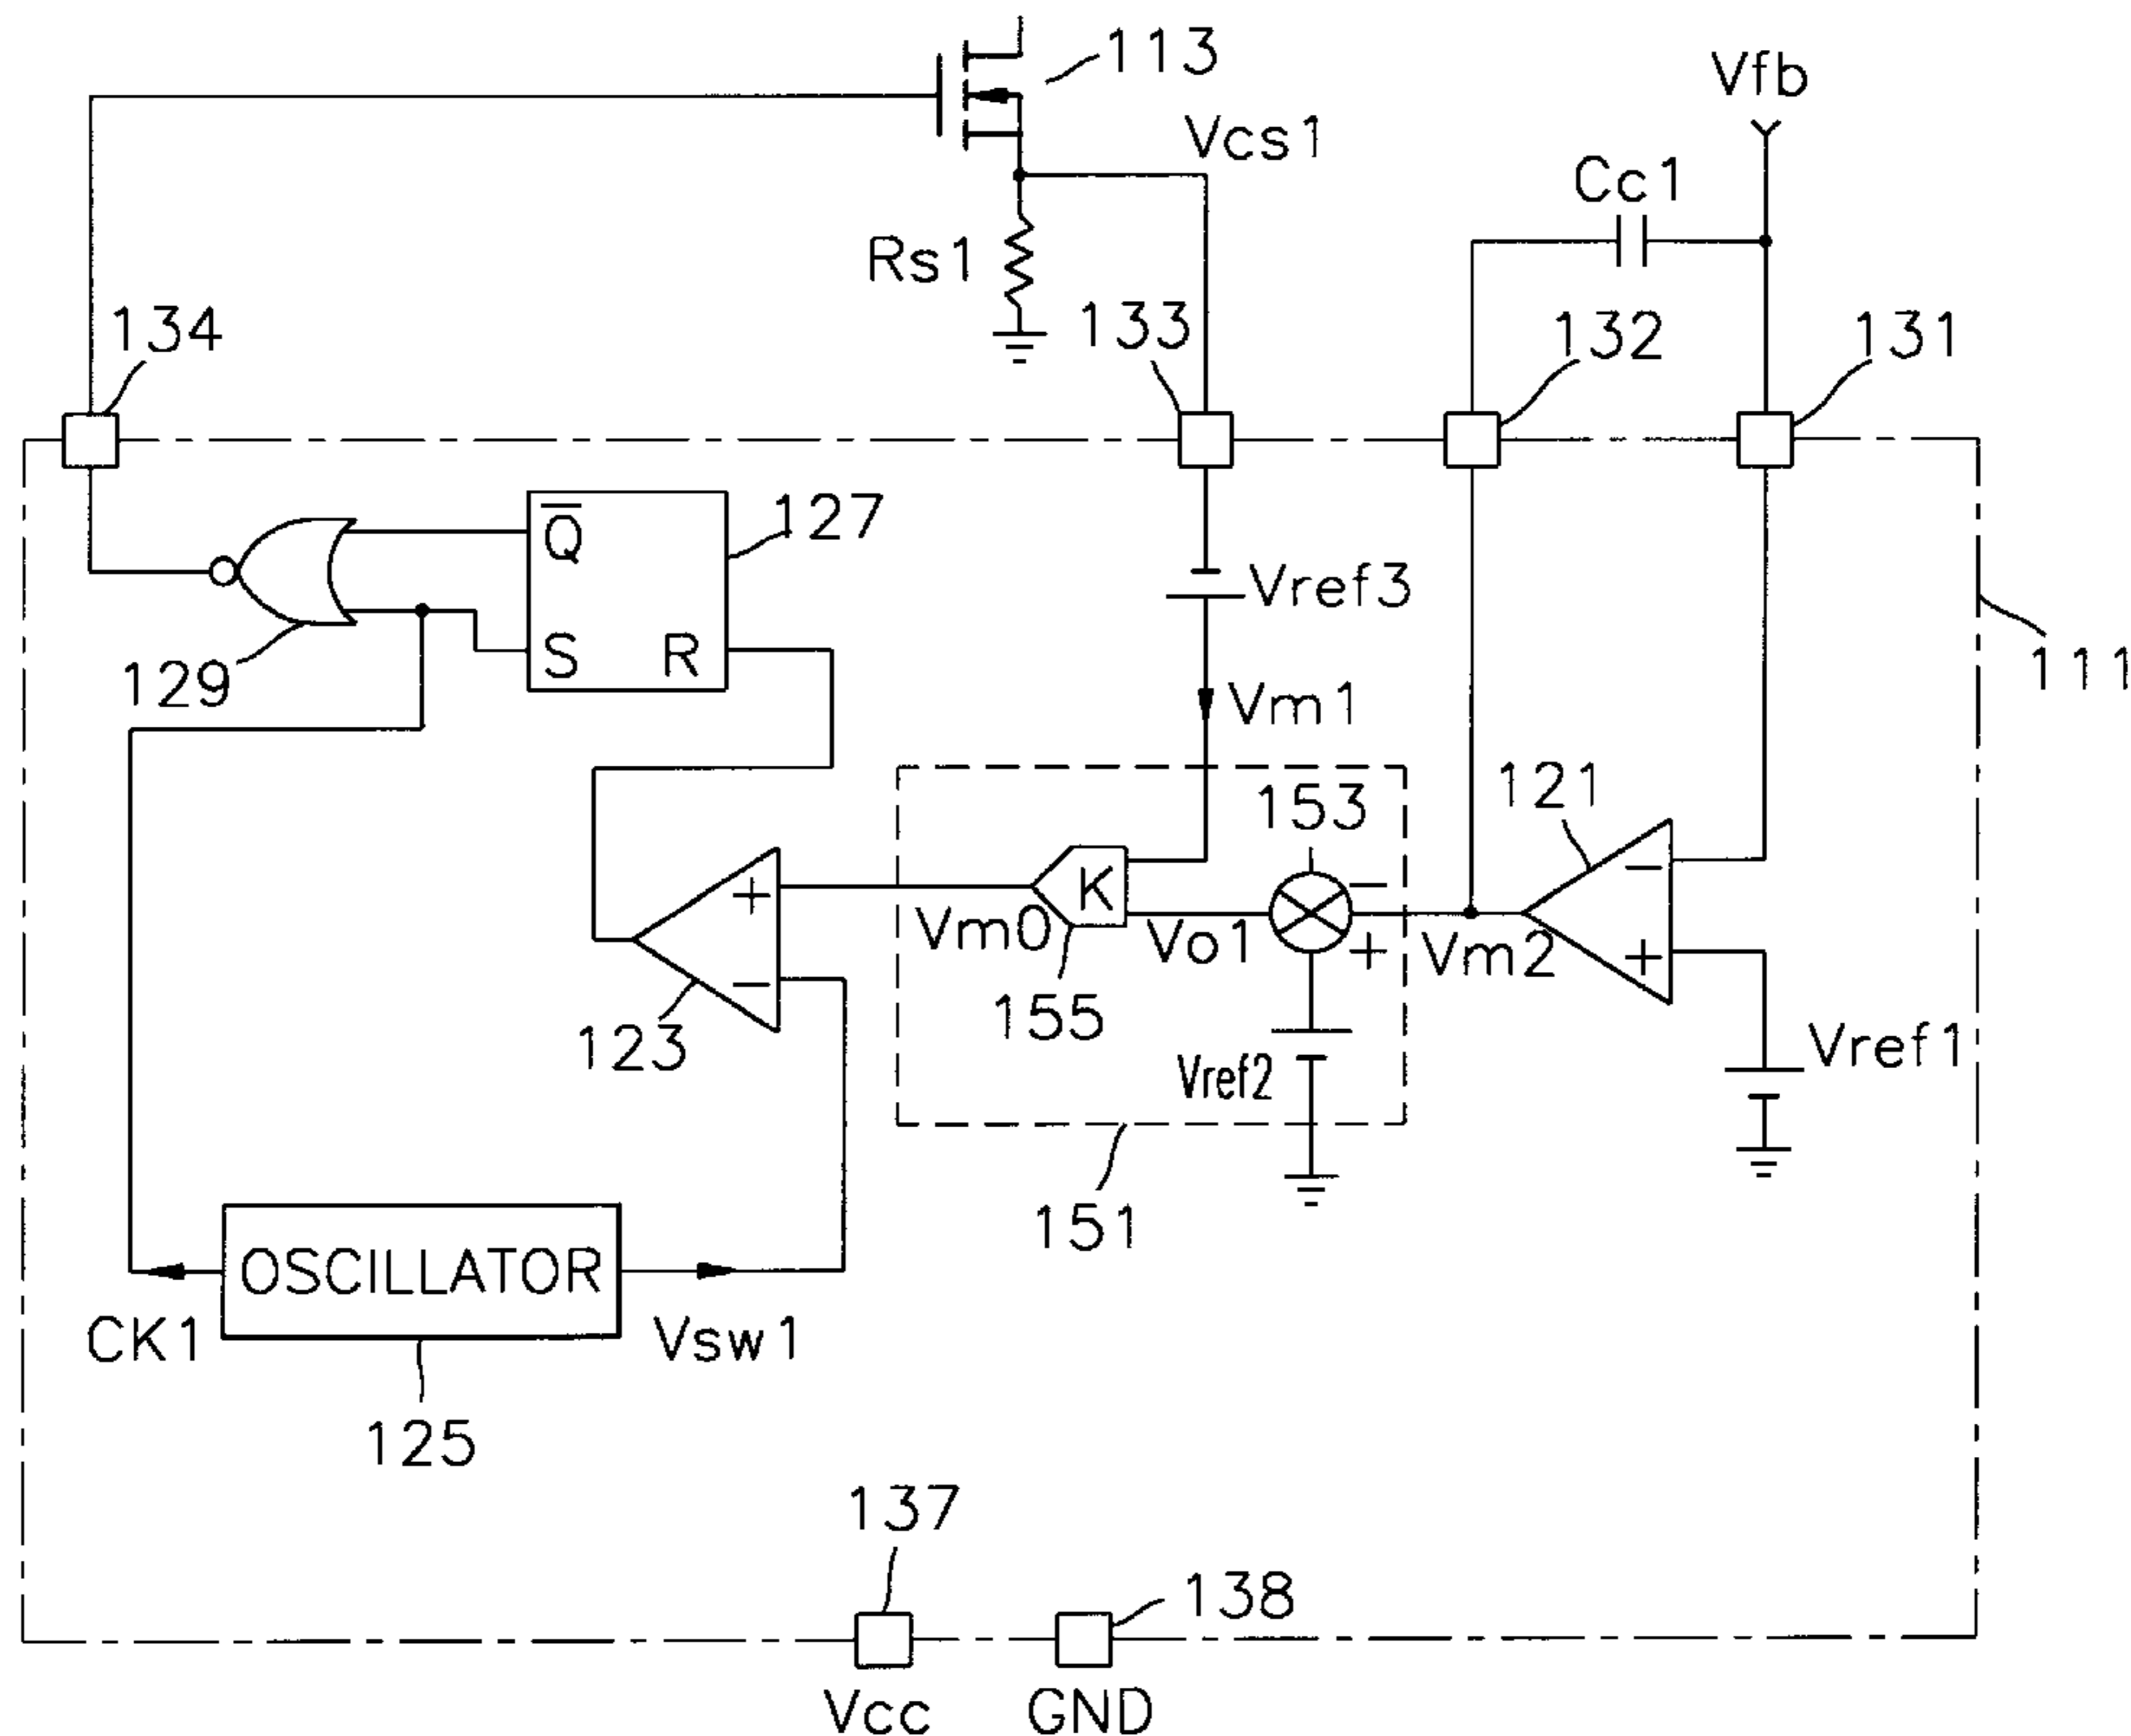 113
Vfb
Vcs1
Cc1
Rs1
134
133
132
131
127
Q̅
Vref3
S
R
129
111
Vm1
153
121
K
+
−
−
Vm0
Vo1
+
Vm2
+
−
155
123
Vref1
Vref2
151
OSCILLATOR
CK1
Vsw1
125
137
138
Vcc
GND